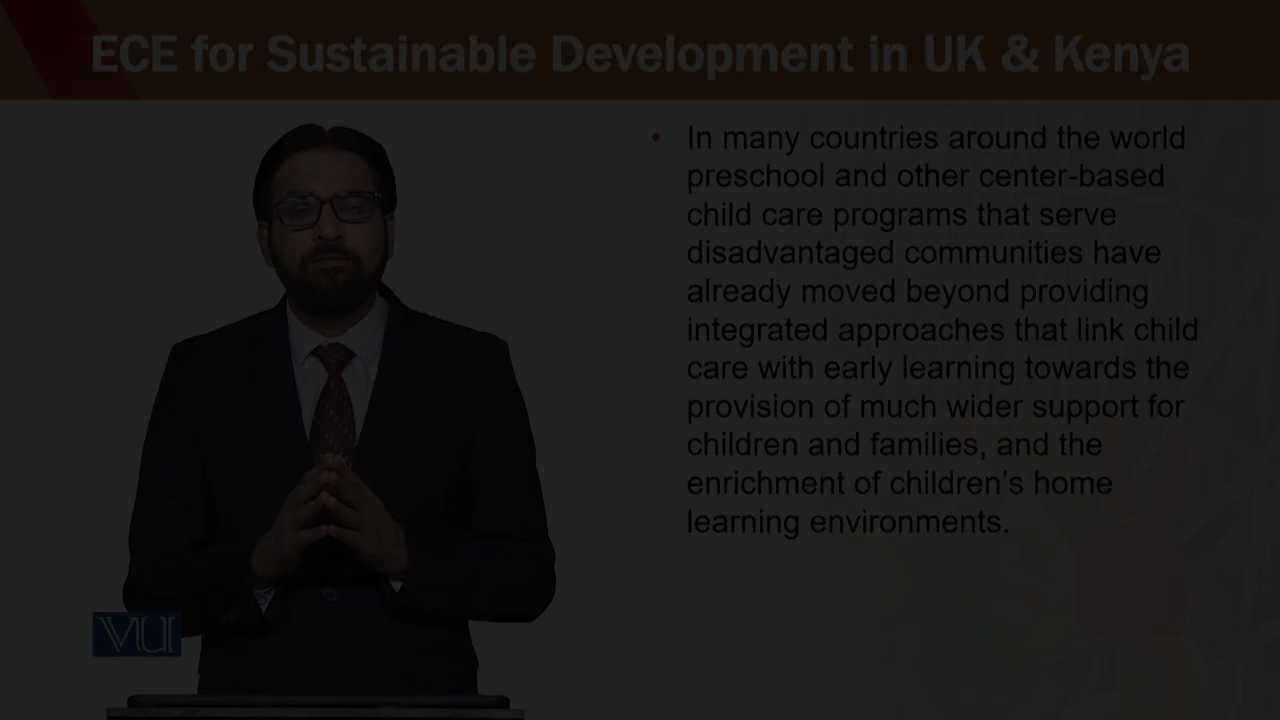 ECE for Sustainable Development in UK & Kenya
• In many countries around the world
preschool and other center-based
child care programs that serve
disadvantaged communities have
already moved beyond providing
integrated approaches that link child
care with early learning towards the
provision of much wider support for
children and families, and the
enrichment of children's home
learning environments.
VU